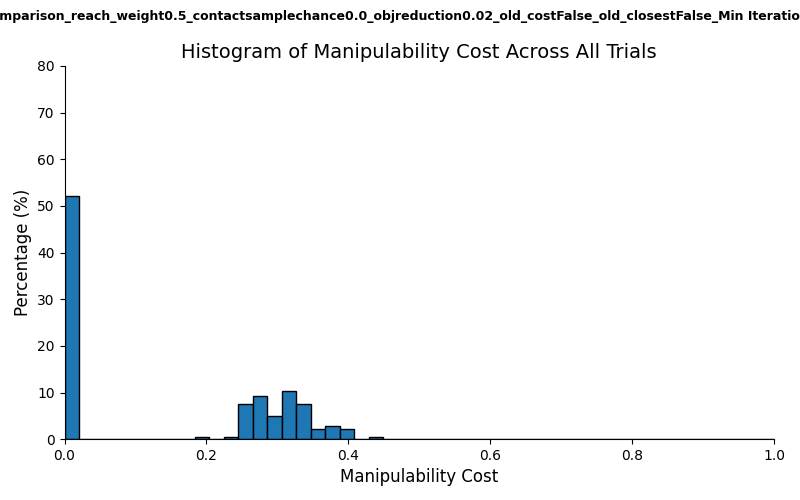 mparison_reach_weight0.5_contactsamplechance0.0_objreduction0.02_old_costFalse_old_closestFalse_Min Iteratio
Histogram of Manipulability Cost Across All Trials
80
70
60
50
40
30
20
10
0
Percentage (%)
0.0 0.2 0.4 0.6 0.8 1.0
Manipulability Cost